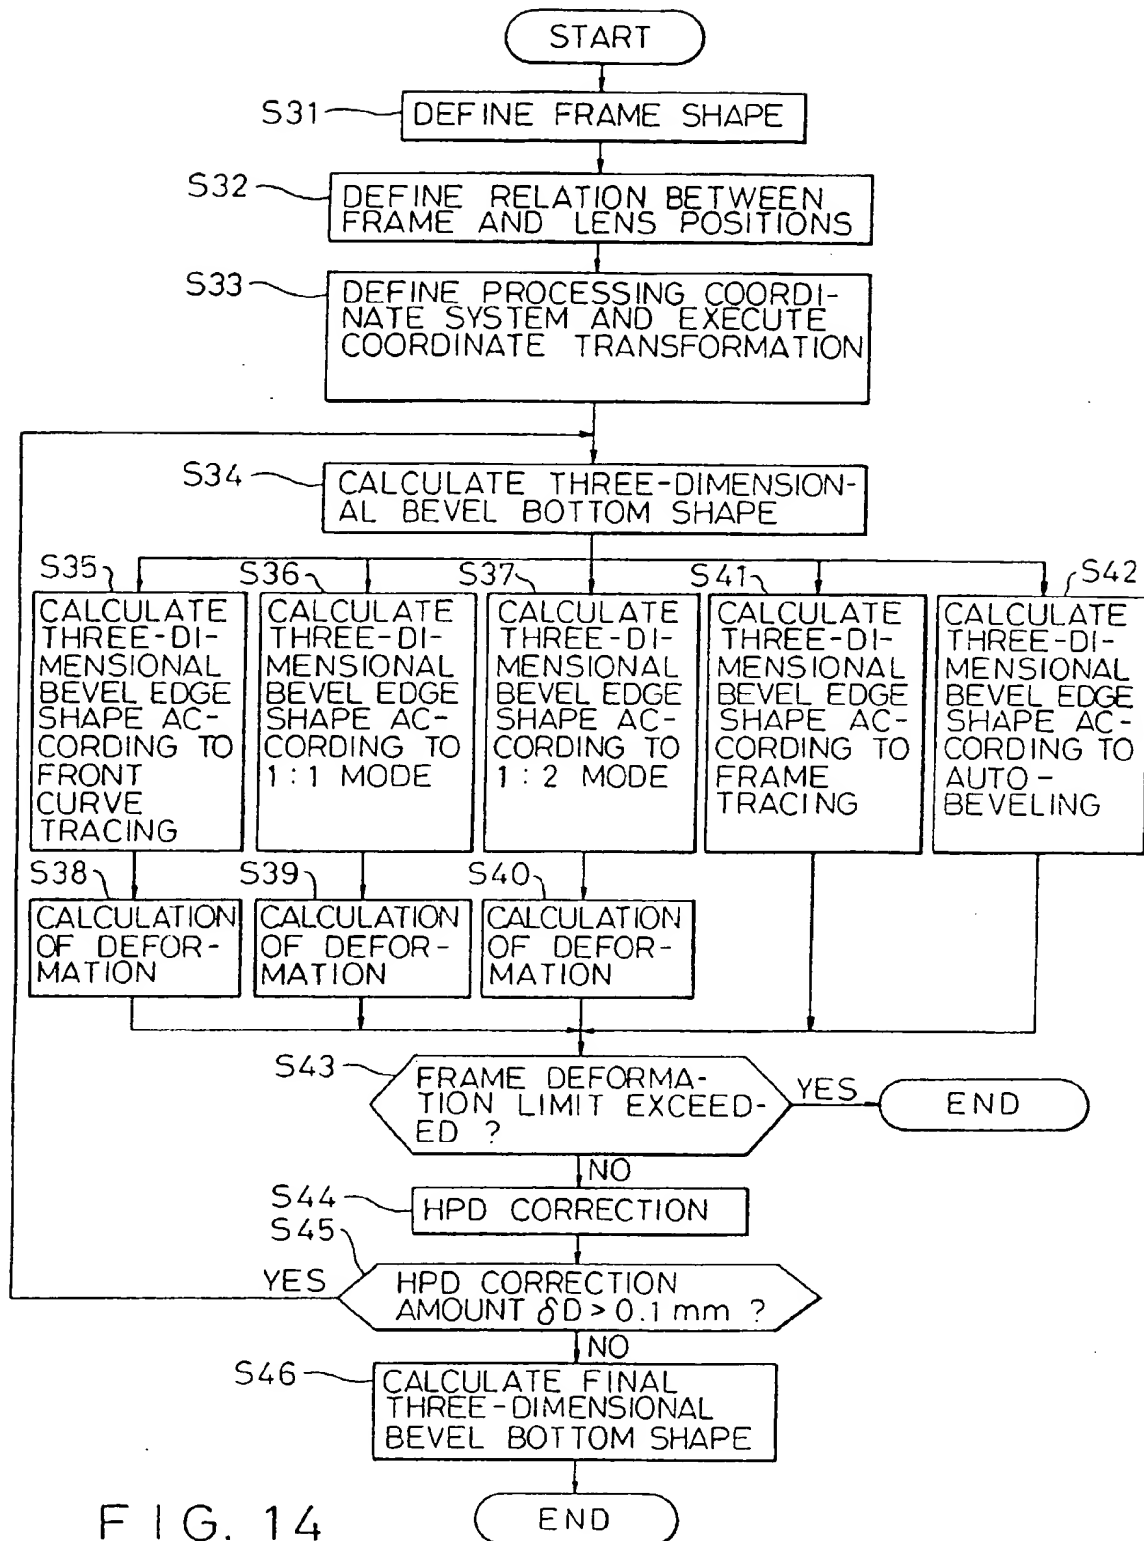 START
S31
DEFINE FRAME SHAPE
S32
DEFINE RELATION BETWEEN
FRAME AND LENS POSITIONS
S33
DEFINE PROCESSING COORDI-
NATE SYSTEM AND EXECUTE
COORDINATE TRANSFORMATION
S34
CALCULATE THREE-DIMENSION-
AL BEVEL BOTTOM SHAPE
S35
CALCULATE
THREE-DI-
MENSIONAL
BEVEL EDGE
SHAPE AC-
CORDING TO
FRONT
CURVE
TRACING
S36
CALCULATE
THREE-DI-
MENSIONAL
BEVEL EDGE
SHAPE AC-
CORDING TO
1:1 MODE
S37
CALCULATE
THREE-DI-
MENSIONAL
BEVEL EDGE
SHAPE AC-
CORDING TO
1:2 MODE
S41
CALCULATE
THREE-DI-
MENSIONAL
BEVEL EDGE
SHAPE AC-
CORDING TO
FRAME
TRACING
S42
CALCULATE
THREE-DI-
MENSIONAL
BEVEL EDGE
SHAPE AC-
CORDING TO
AUTO-
BEVELING
S38
CALCULATION
OF DEFOR-
MATION
S39
CALCULATION
OF DEFOR-
MATION
S40
CALCULATION
OF DEFOR-
MATION
S43
FRAME DEFORMA-
TION LIMIT EXCEED-
ED ?
YES
END
NO
S44
HPD CORRECTION
S45
YES
HPD CORRECTION
AMOUNT δD > 0.1 mm ?
NO
S46
CALCULATE FINAL
THREE-DIMENSIONAL
BEVEL BOTTOM SHAPE
END
FIG. 14